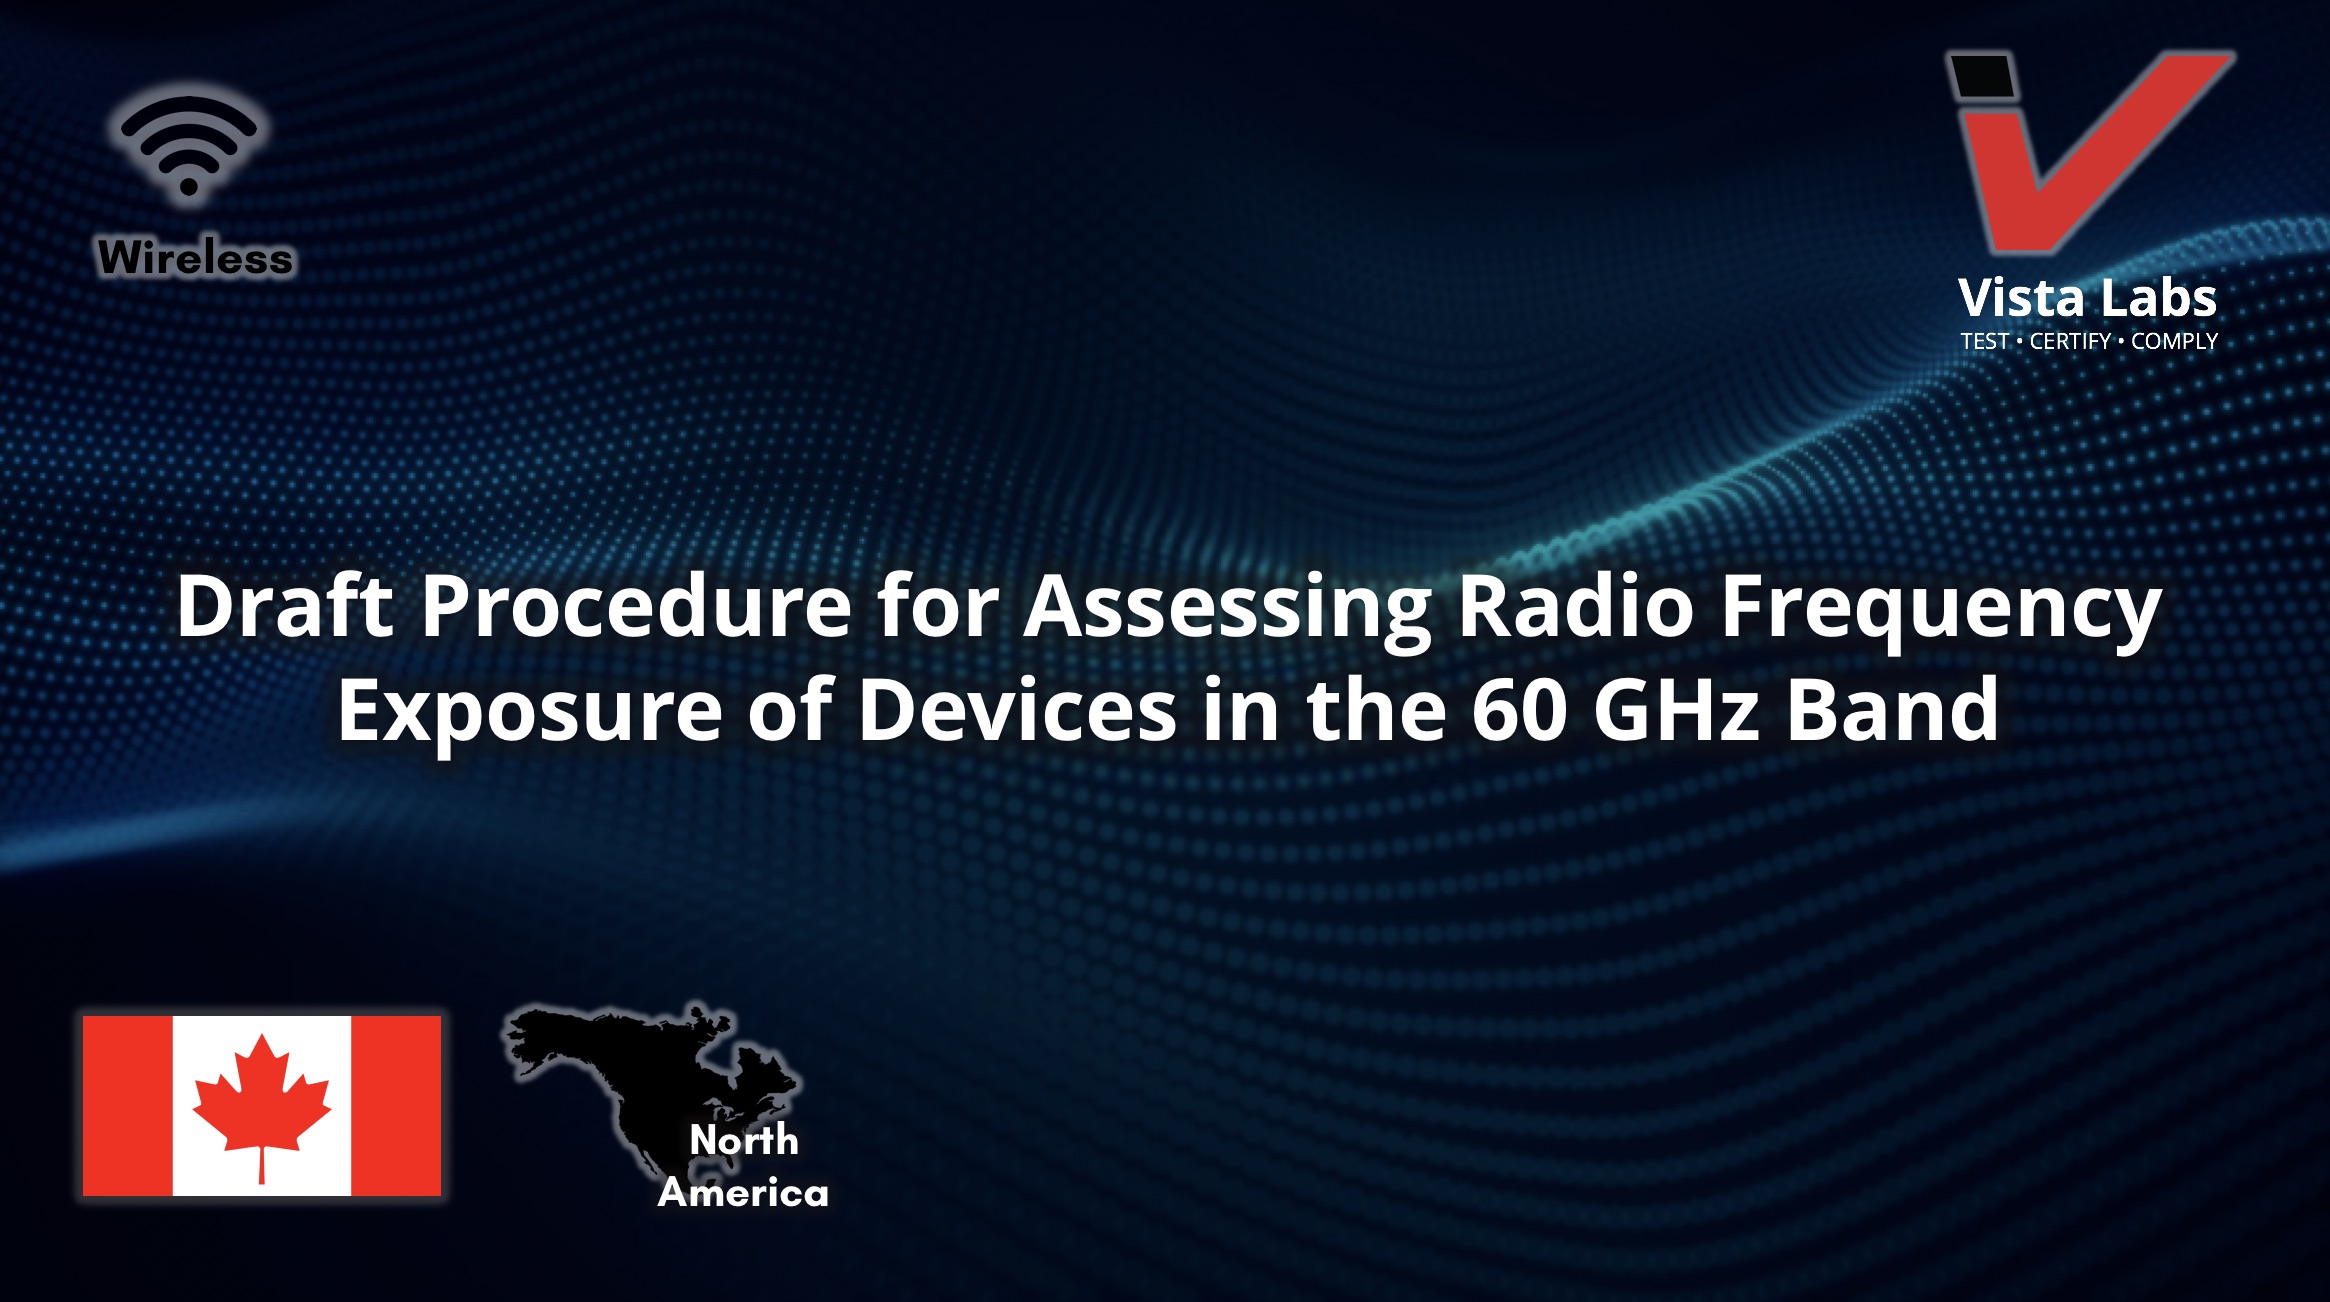 Wireless
Vista Labs
TEST • CERTIFY • COMPLY
Draft Procedure for Assessing Radio Frequency
Exposure of Devices in the 60 GHz Band
North
America